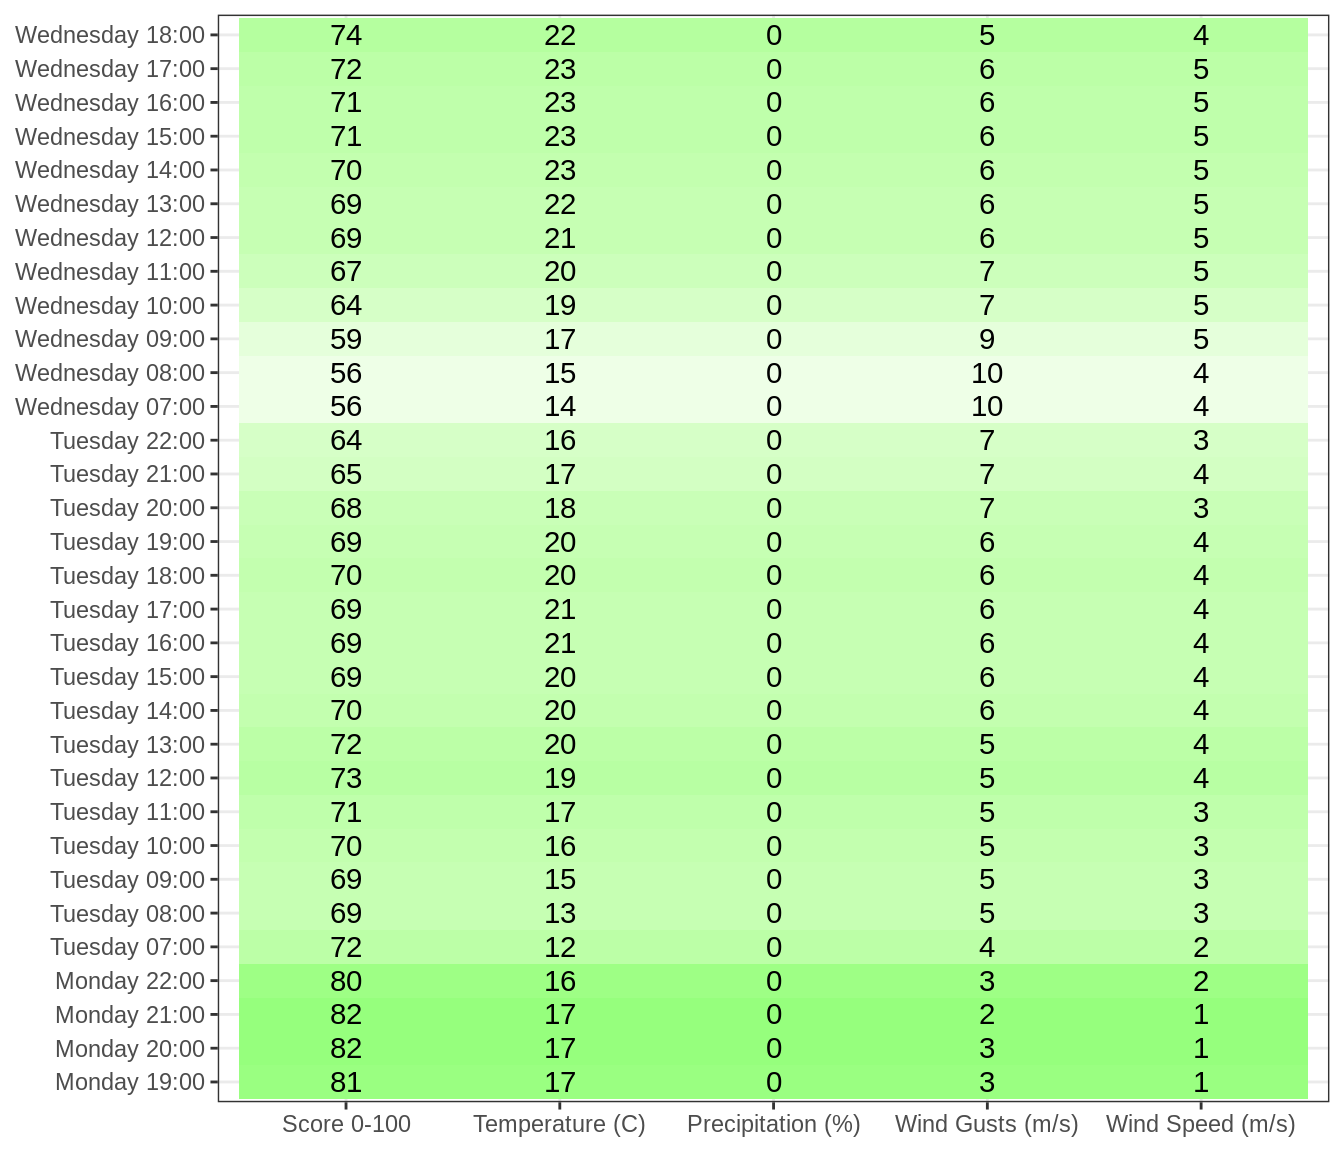 Wednesday 18:00 74 22 0 5 4
Wednesday 17:00 72 23 0 6 5
Wednesday 16:00 71 23 0 6 5
Wednesday 15:00 71 23 0 6 5
Wednesday 14:00 70 23 0 6 5
Wednesday 13:00 69 22 0 6 5
Wednesday 12:00 69 21 0 6 5
Wednesday 11:00 67 20 0 7 5
Wednesday 10:00 64 19 0 7 5
Wednesday 09:00 59 17 0 9 5
Wednesday 08:00 56 15 0 10 4
Wednesday 07:00 56 14 0 10 4
Tuesday 22:00 64 16 0 7 3
Tuesday 21:00 65 17 0 7 4
Tuesday 20:00 68 18 0 7 3
Tuesday 19:00 69 20 0 6 4
Tuesday 18:00 70 20 0 6 4
Tuesday 17:00 69 21 0 6 4
Tuesday 16:00 69 21 0 6 4
Tuesday 15:00 69 20 0 6 4
Tuesday 14:00 70 20 0 6 4
Tuesday 13:00 72 20 0 5 4
Tuesday 12:00 73 19 0 5 4
Tuesday 11:00 71 17 0 5 3
Tuesday 10:00 70 16 0 5 3
Tuesday 09:00 69 15 0 5 3
Tuesday 08:00 69 13 0 5 3
Tuesday 07:00 72 12 0 4 2
Monday 22:00 80 16 0 3 2
Monday 21:00 82 17 0 2 1
Monday 20:00 82 17 0 3 1
Monday 19:00 81 17 0 3 1
Score 0-100 Temperature (C) Precipitation (%) Wind Gusts (m/s) Wind Speed (m/s)